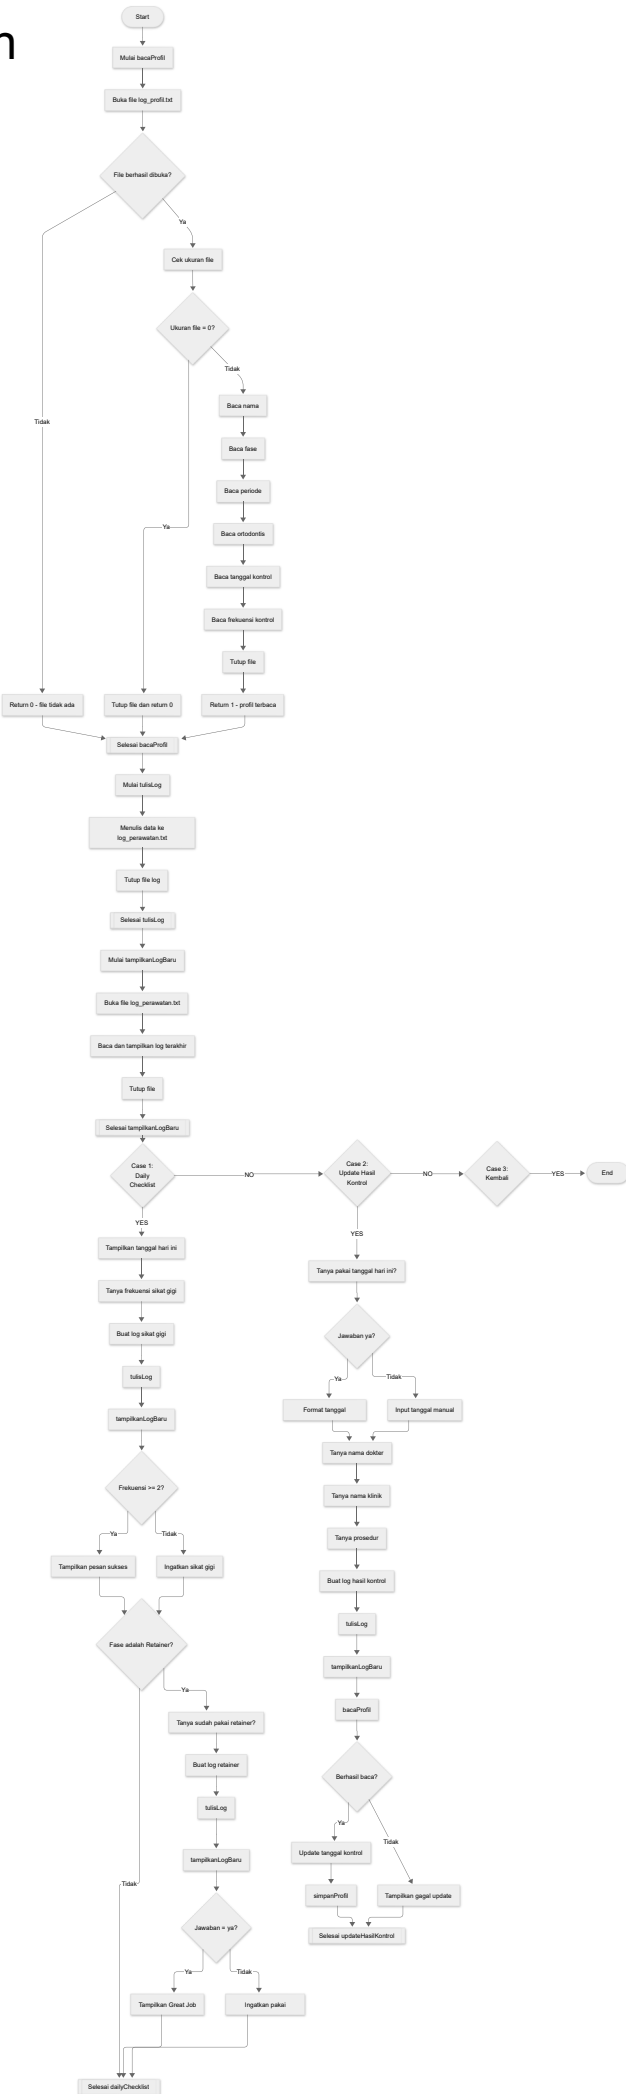 n
Start
Mulai bacaProfil
Buka file log_profil.txt
File berhasil dibuka?
Ya
Cek ukuran file
Ukuran file = 0?
Tidak
Baca nama
Tidak
Baca fase
Baca periode
Ya
Baca ortodontis
Baca tanggal kontrol
Baca frekuensi kontrol
Tutup file
Return 0 - file tidak ada
Tutup file dan return 0
Return 1 - profil terbaca
Selesai bacaProfil
Mulai tulisLog
Menulis data ke
log_perawatan.txt
Tutup file log
Selesai tulisLog
Mulai tampilkanLogBaru
Buka file log_perawatan.txt
Baca dan tampilkan log terakhir
Tutup file
Selesai tampilkanLogBaru
Case 1:
Daily
Checklist
NO
Case 2:
Update Hasil
Kontrol
NO
Case 3:
Kembali
YES
End
YES
Tampilkan tanggal hari ini
Tanya frekuensi sikat gigi
Buat log sikat gigi
tulisLog
tampilkanLogBaru
Frekuensi >= 2?
Ya
Tidak
Tampilkan pesan sukses
Ingatkan sikat gigi
Fase adalah Retainer?
Ya
Tanya sudah pakai retainer?
Buat log retainer
tulisLog
tampilkanLogBaru
Tidak
Jawaban = ya?
Ya
Tidak
Tampilkan Great Job
Ingatkan pakai
Selesai dailyChecklist
YES
Tanya pakai tanggal hari ini?
Jawaban ya?
Ya
Tidak
Format tanggal
Input tanggal manual
Tanya nama dokter
Tanya nama klinik
Tanya prosedur
Buat log hasil kontrol
tulisLog
tampilkanLogBaru
bacaProfil
Berhasil baca?
Ya
Tidak
Update tanggal kontrol
simpanProfil
Tampilkan gagal update
Selesai updateHasilKontrol